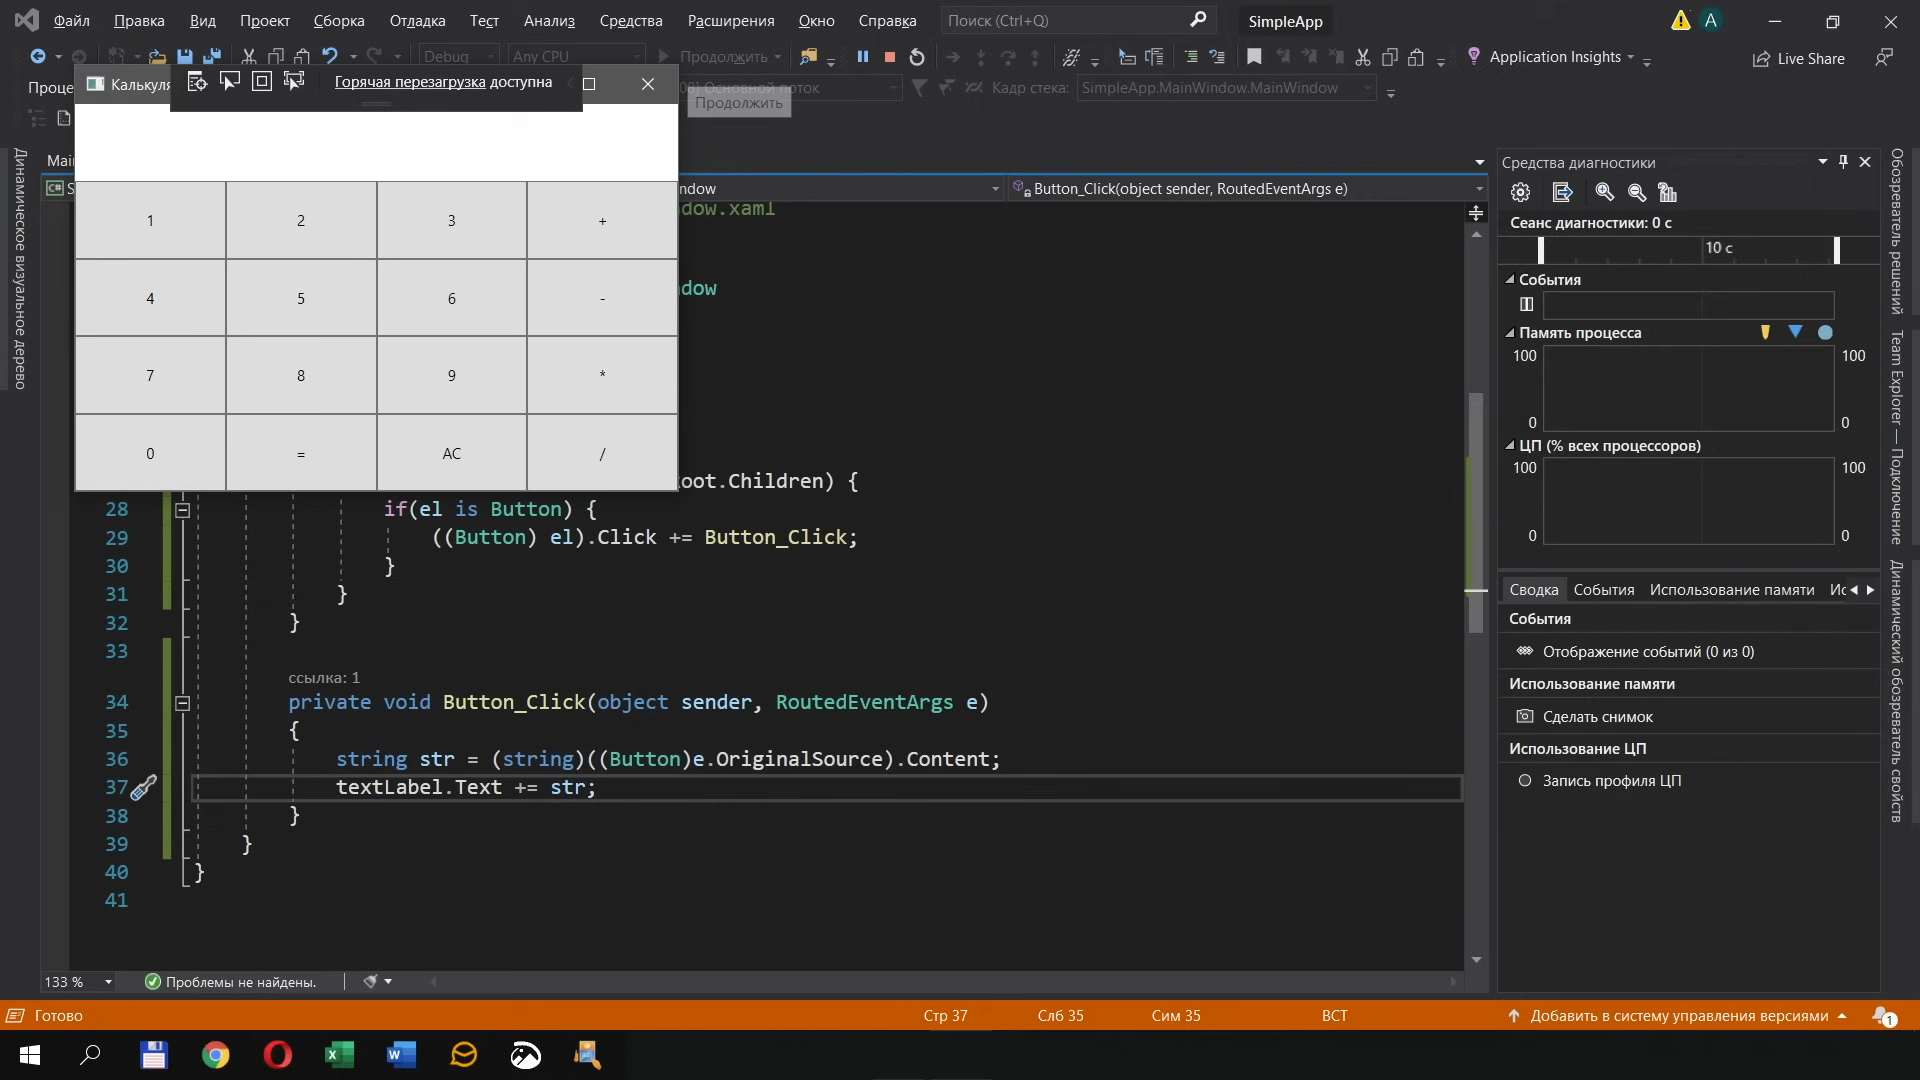 Файл Правка Вид Проект Сборка Отладка Тест Анализ Средства Расширения Окно Справка Поиск (Ctrl+Q) SimpleApp A
Debug Any CPU Продолжить Application Insights Live Share
Горячая перезагрузка доступна
Основной поток Кадр стека: SimpleApp.MainWindow.MainWindow
Продолжить
Button_Click(object sender, RoutedEventArgs e)
1 2 3 +
4 5 6 -
7 8 9 *
0 = AC /
28 if(el is Button) {
29 ((Button) el).Click += Button_Click;
30 }
31 }
32 }
33
ссылка: 1
34 private void Button_Click(object sender, RoutedEventArgs e)
35 {
36 string str = (string)((Button)e.OriginalSource).Content;
37 textLabel.Text += str;
38 }
39 }
40 }
41
133 % Проблемы не найдены.
Динамическое визуальное дерево
Средства диагностики
Сеанс диагностики: 0 с
10 с
События
Память процесса
100 100
0 0
ЦП (% всех процессоров)
100 100
0 0
Сводка События Использование памяти
События
Отображение событий (0 из 0)
Использование памяти
Сделать снимок
Использование ЦП
Запись профиля ЦП
Обозреватель решений
Team Explorer — Подключение
Динамический обозреватель свойств
Готово Стр 37 Слб 35 Сим 35 ВСТ Добавить в систему управления версиями 1